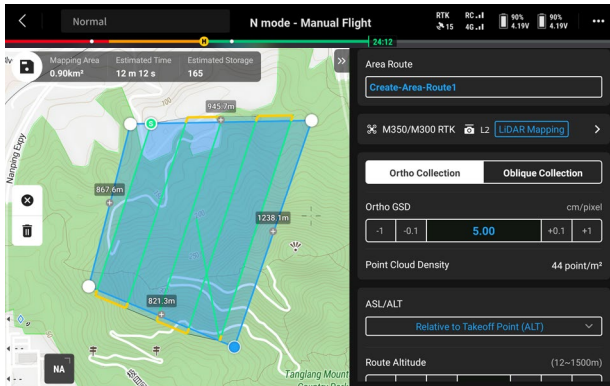 Normal
N mode - Manual Flight
RTK
15
RC
4G
90%
4.19V
90%
4.19V
H
24:12
Mapping Area
0.90km²
Estimated Time
12 m 12 s
Estimated Storage
165
Area Route
Create-Area-Route1
M350/M300 RTK
L2
LiDAR Mapping
Ortho Collection
Oblique Collection
Ortho GSD
cm/pixel
-1
-0.1
5.00
+0.1
+1
Point Cloud Density
44 point/m²
ASL/ALT
Relative to Takeoff Point (ALT)
Route Altitude
(12~1500m)
S
945.7m
867.6m
1238.1m
821.3m
100
Nanping Expy
NA
Tanglang Mount
Country Park